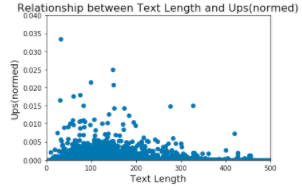 Relationship between Text Length and Ups(normed)
0.040
0.035
0.030
0.025
0.020
0.015
0.010
0.005
0.000
Ups(normed)
0 100 200 300 400 500
Text Length